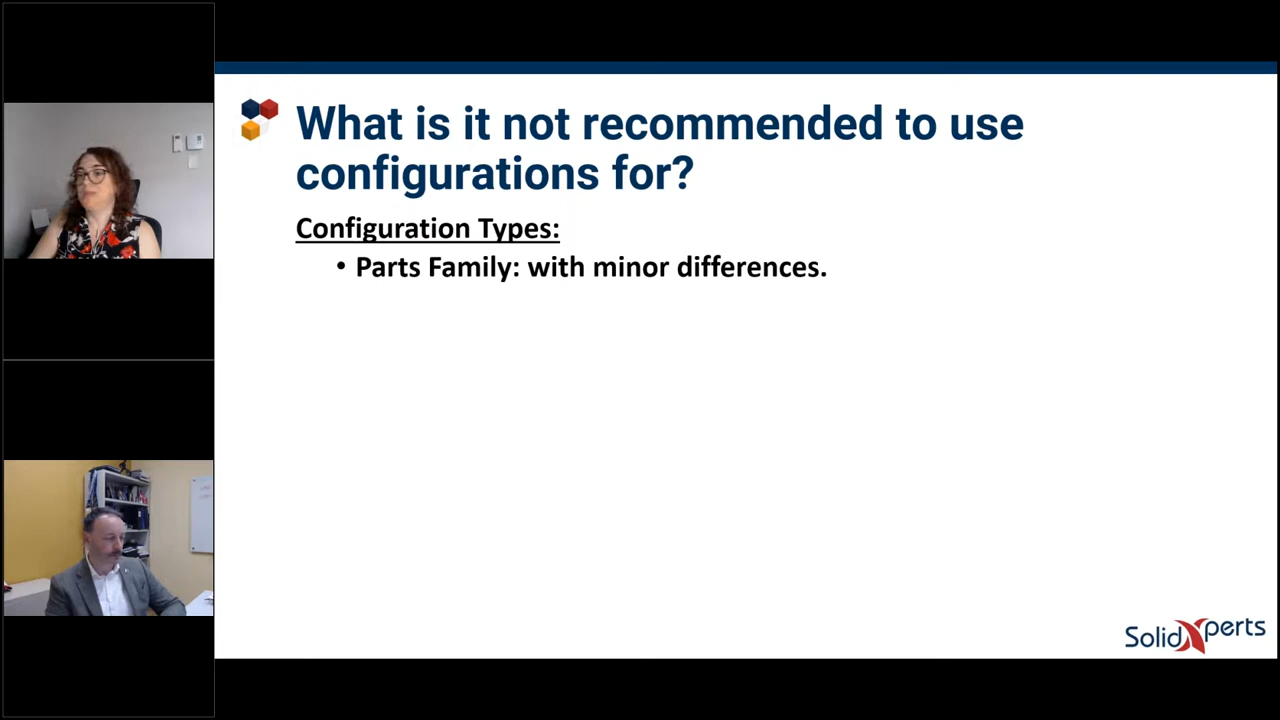 What is it not recommended to use
configurations for?
Configuration Types:
• Parts Family: with minor differences.
SolidXperts